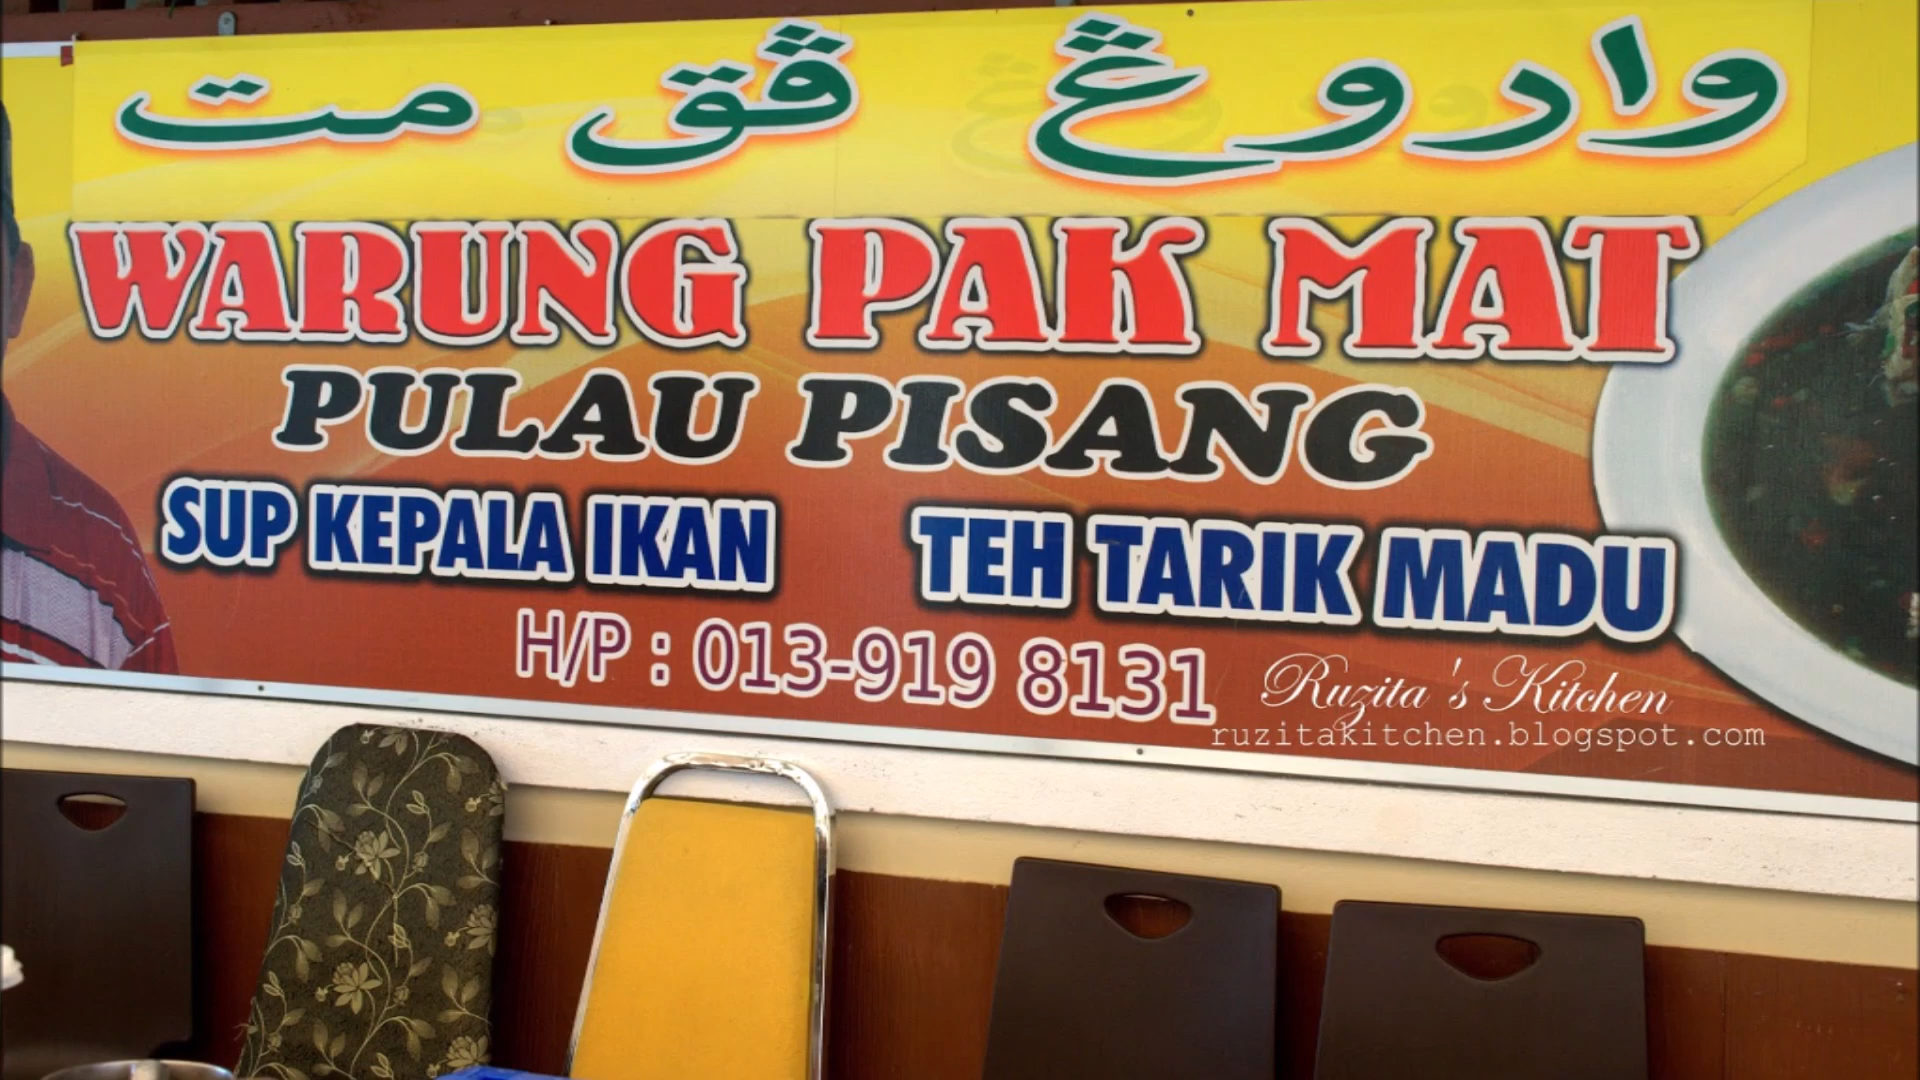 وادوڠ ڤق مت
WARUNG PAK MAT
PULAU PISANG
SUP KEPALA IKAN TEH TARIK MADU
H/P : 013-919 8131
Ruzita 's Kitchen
ruzitakitchen.blogspot.com